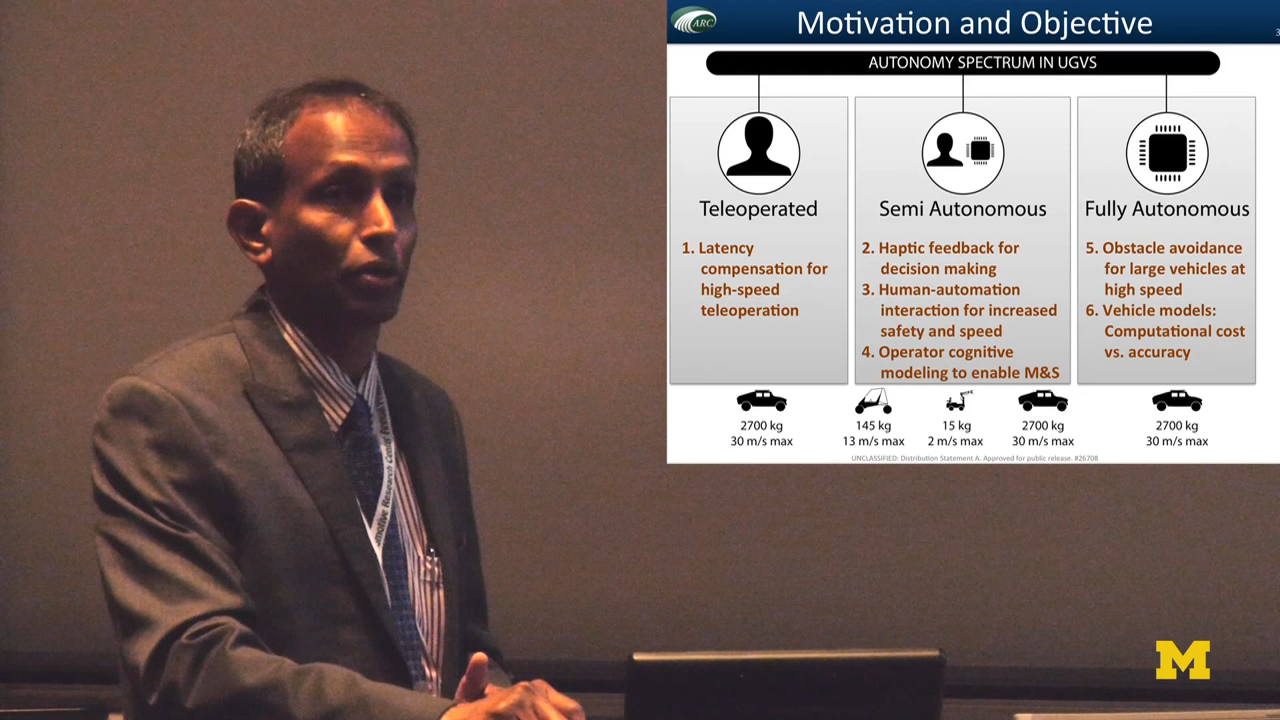 ARC
Motivation and Objective
3
AUTONOMY SPECTRUM IN UGVS
Teleoperated
1. Latency
compensation for
high-speed
teleoperation
Semi Autonomous
2. Haptic feedback for
decision making
3. Human-automation
interaction for increased
safety and speed
4. Operator cognitive
modeling to enable M&S
Fully Autonomous
5. Obstacle avoidance
for large vehicles at
high speed
6. Vehicle models:
Computational cost
vs. accuracy
2700 kg
30 m/s max
145 kg
13 m/s max
15 kg
2 m/s max
2700 kg
30 m/s max
2700 kg
30 m/s max
UNCLASSIFIED: Distribution Statement A. Approved for public release. #26708
Research Center
M